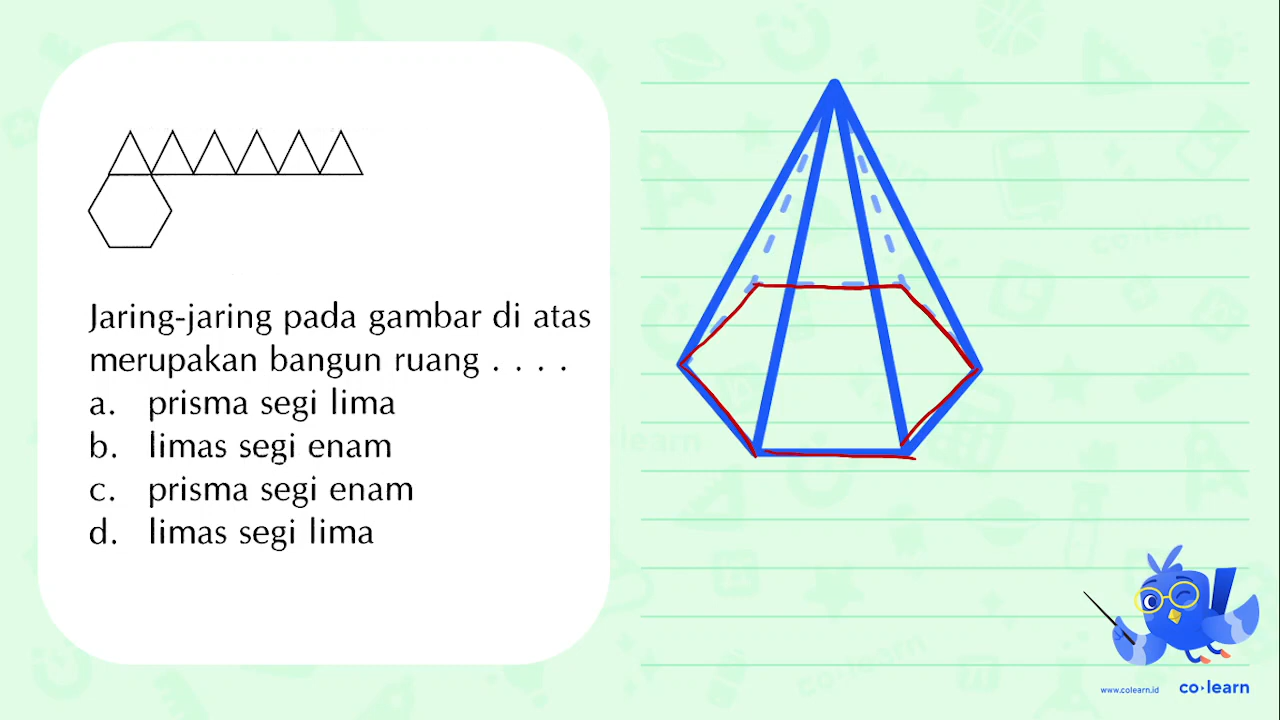 Jaring-jaring pada gambar di atas
merupakan bangun ruang . . . .
a. prisma segi lima
b. limas segi enam
c. prisma segi enam
d. limas segi lima
www.colearn.id co·learn